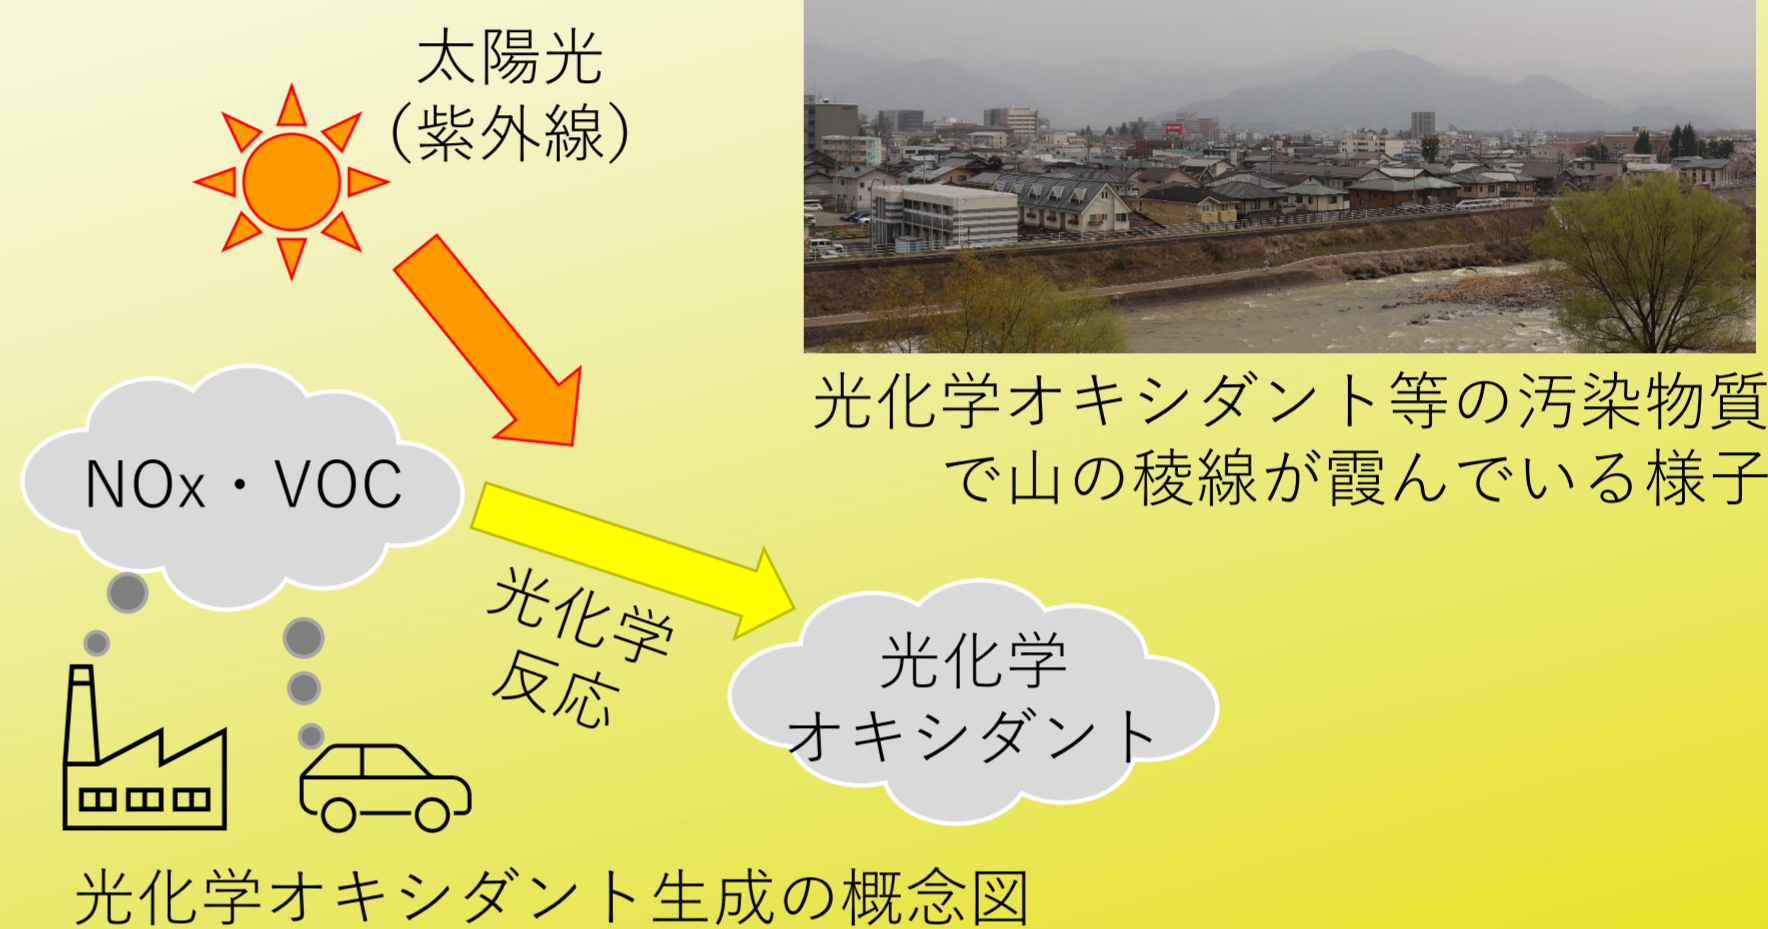 太陽光
（紫外線）
光化学オキシダント等の汚染物質
で山の稜線が霞んでいる様子
NOx・VOC
光化学
反応
光化学
オキシダント
光化学オキシダント生成の概念図